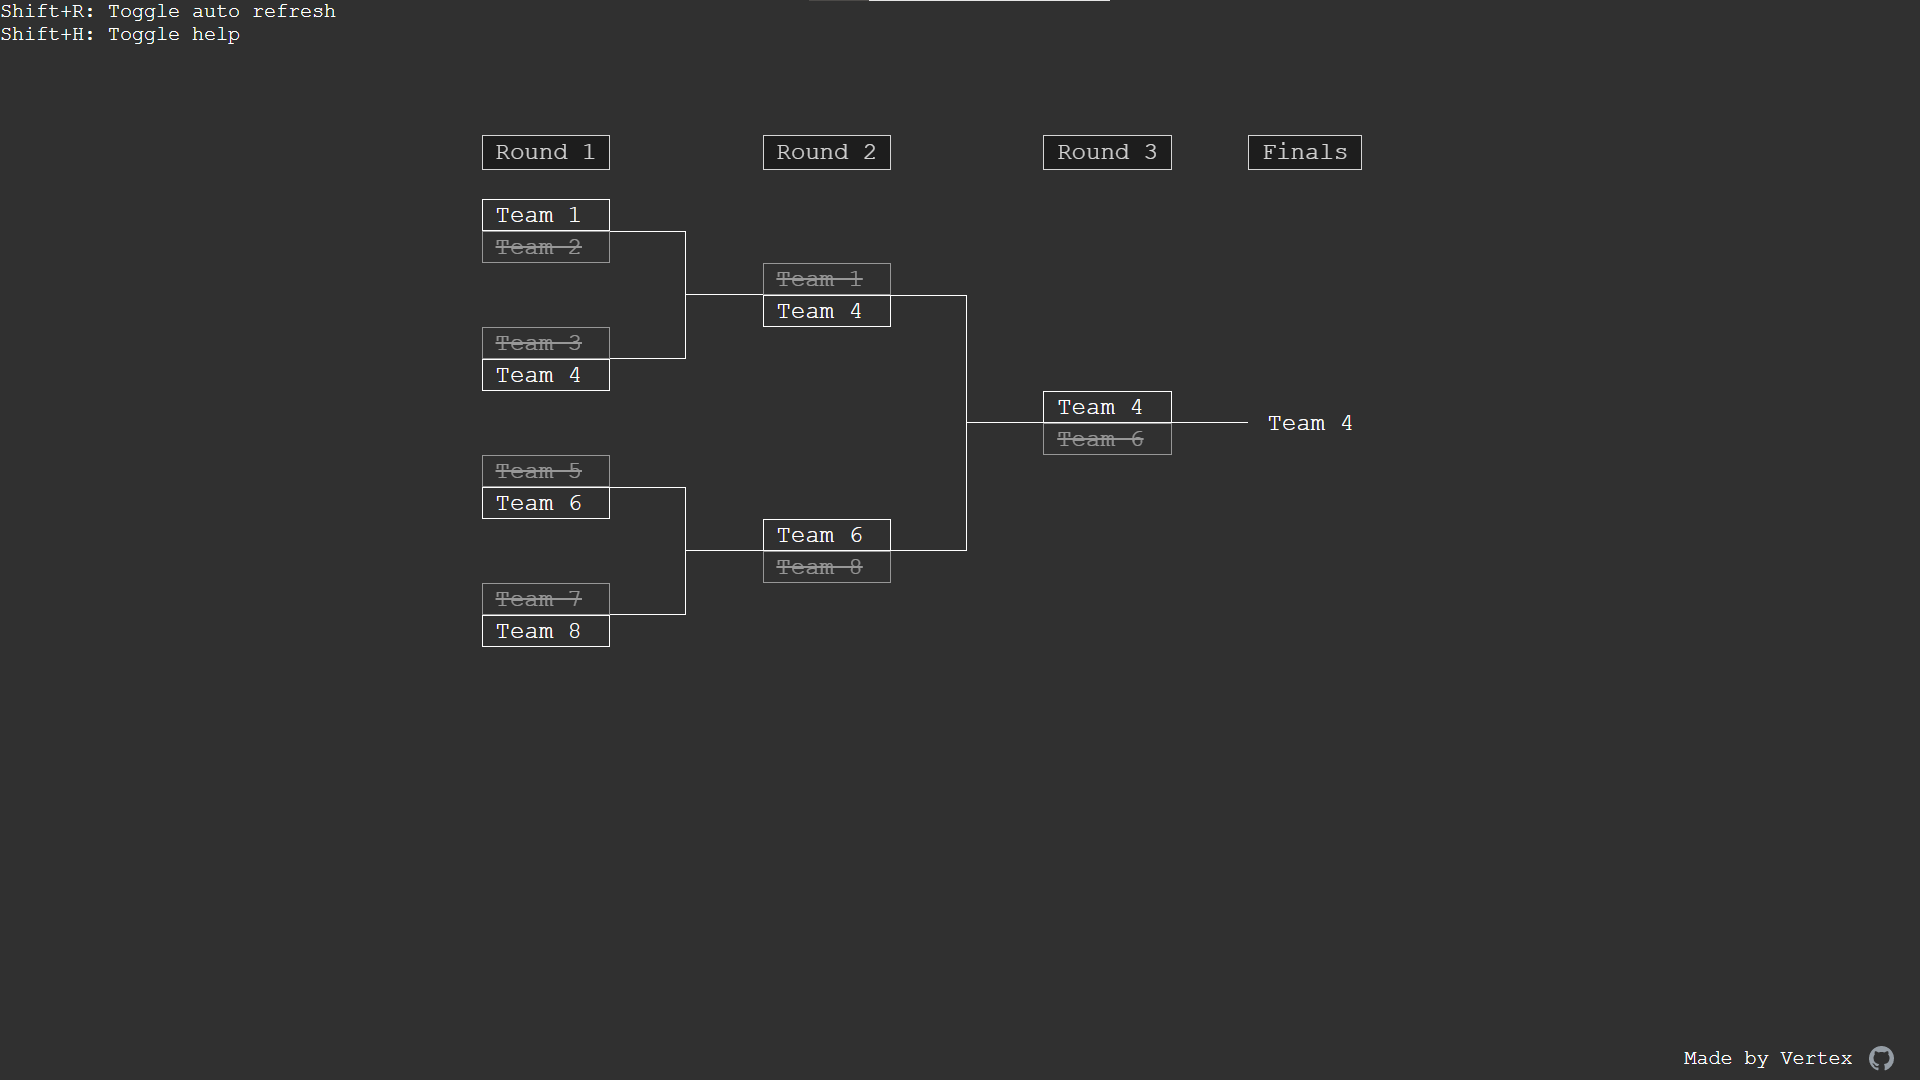 Shift+R: Toggle auto refresh
Shift+H: Toggle help
Round 1
Round 2
Round 3
Finals
Team 1
Team 2
Team 3
Team 4
Team 5
Team 6
Team 7
Team 8
Team 1
Team 4
Team 6
Team 8
Team 4
Team 6
Team 4
Made by Vertex